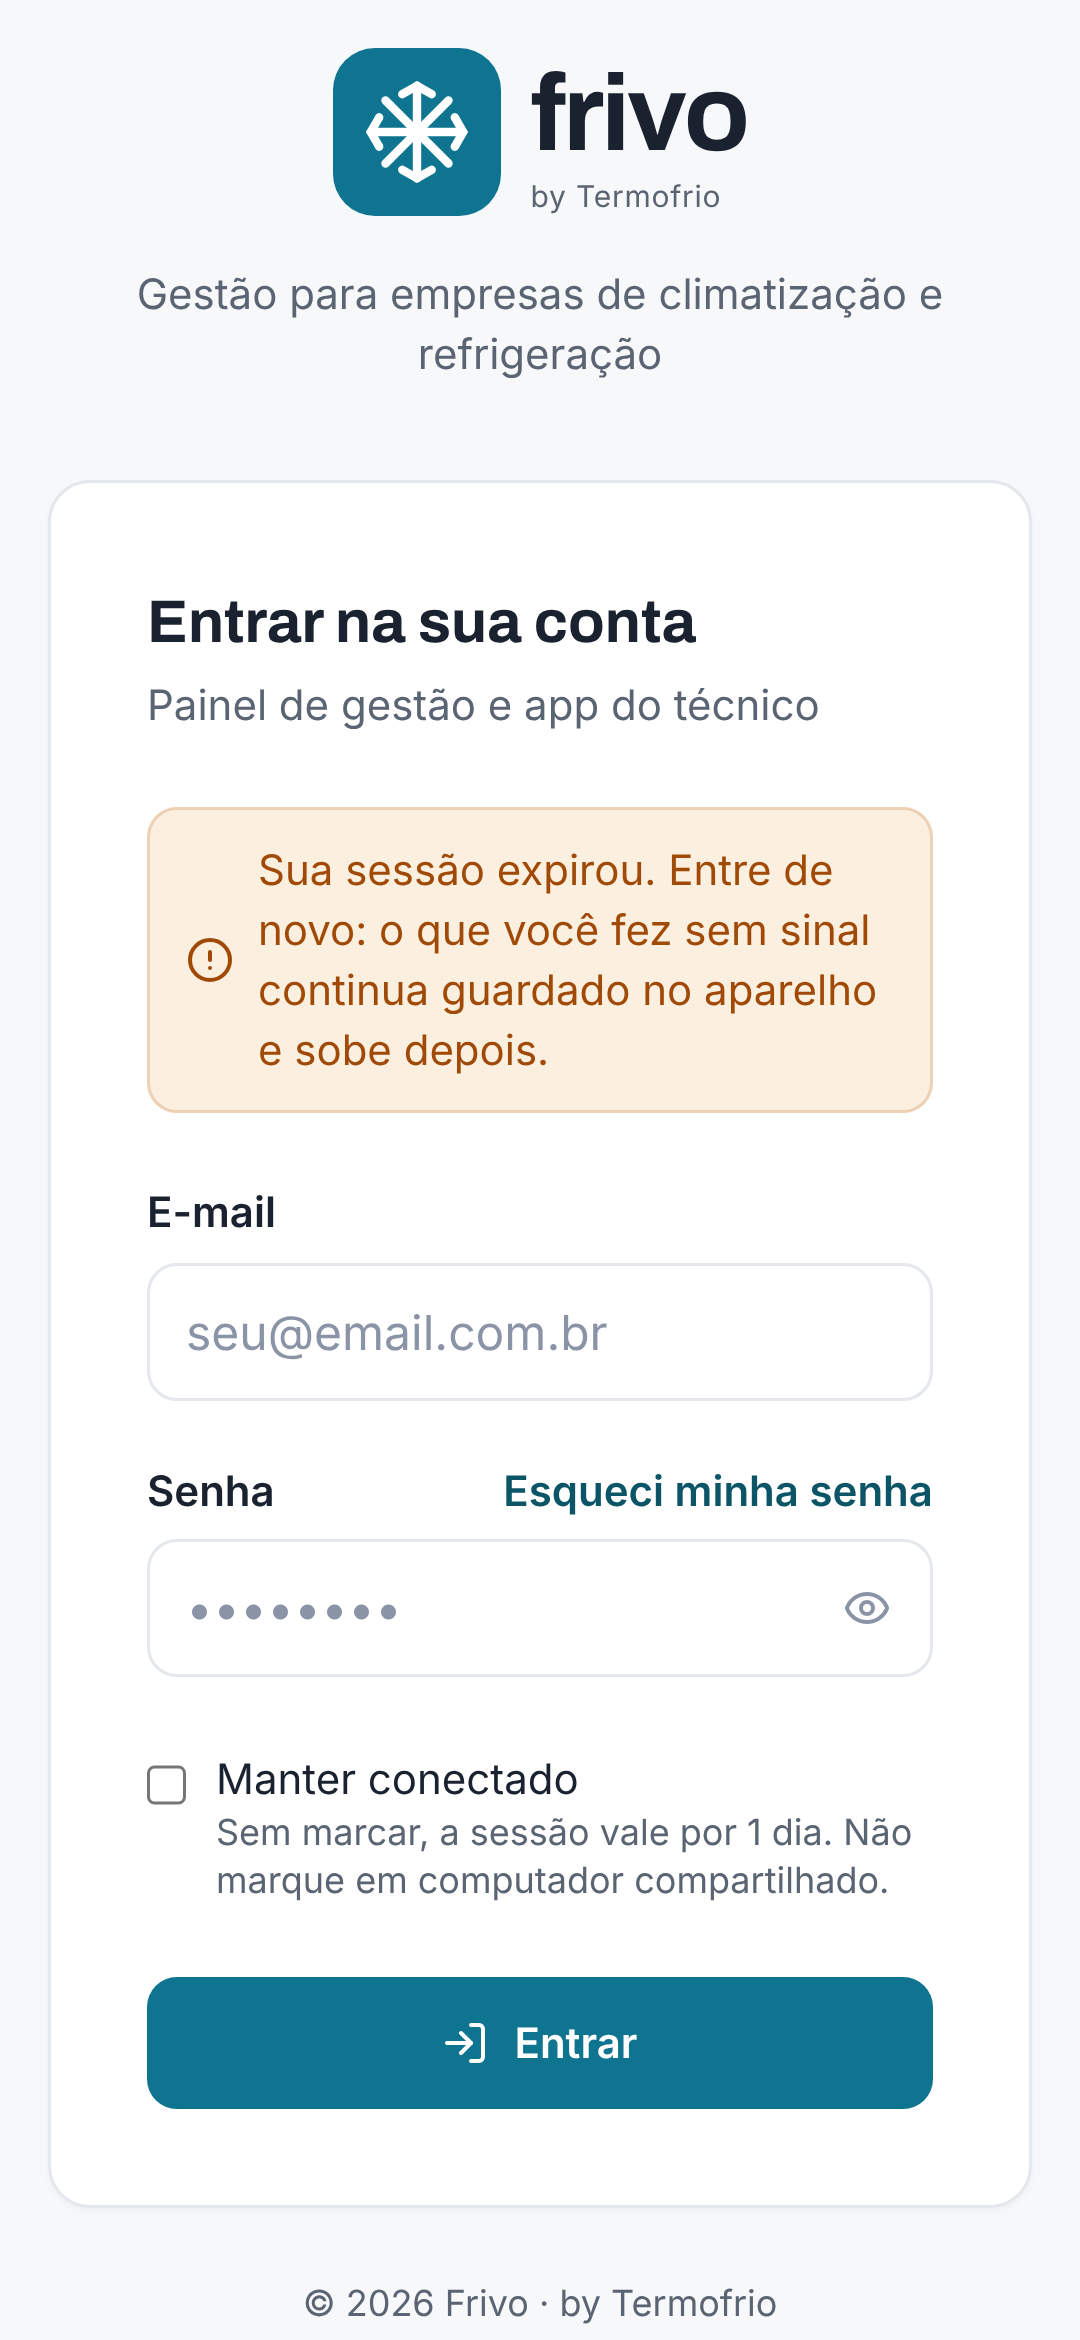 frivo
by Termofrio
Gestão para empresas de climatização e
refrigeração
Entrar na sua conta
Painel de gestão e app do técnico
Sua sessão expirou. Entre de
novo: o que você fez sem sinal
continua guardado no aparelho
e sobe depois.
E-mail
seu@email.com.br
Senha
Esqueci minha senha
••••••••
Manter conectado
Sem marcar, a sessão vale por 1 dia. Não
marque em computador compartilhado.
Entrar
© 2026 Frivo · by Termofrio